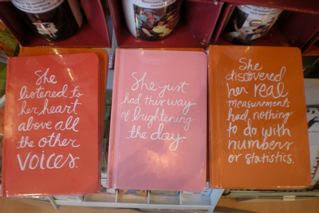 She
listened to
her heart
above all
the other
voices.
She just
had this way
of brightening
the day.
She
discovered
her real
measurements
had nothing
to do with
numbers
or statistics.